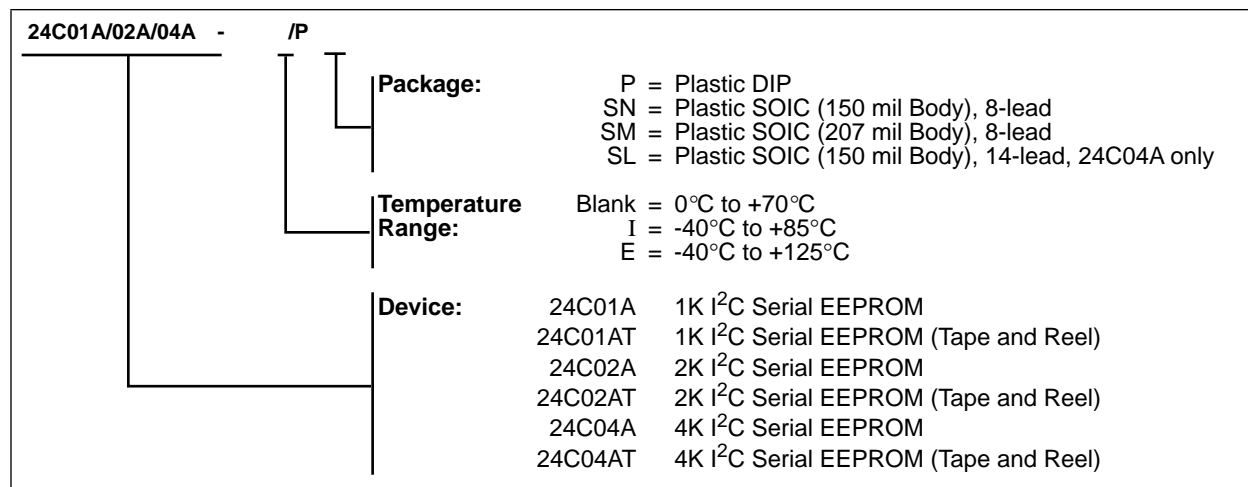 24C01A/02A/04A - /P
Package: P = Plastic DIP
SN = Plastic SOIC (150 mil Body), 8-lead
SM = Plastic SOIC (207 mil Body), 8-lead
SL = Plastic SOIC (150 mil Body), 14-lead, 24C04A only
Temperature Blank = 0°C to +70°C
Range: I = -40°C to +85°C
E = -40°C to +125°C
Device: 24C01A 1K I²C Serial EEPROM
24C01AT 1K I²C Serial EEPROM (Tape and Reel)
24C02A 2K I²C Serial EEPROM
24C02AT 2K I²C Serial EEPROM (Tape and Reel)
24C04A 4K I²C Serial EEPROM
24C04AT 4K I²C Serial EEPROM (Tape and Reel)